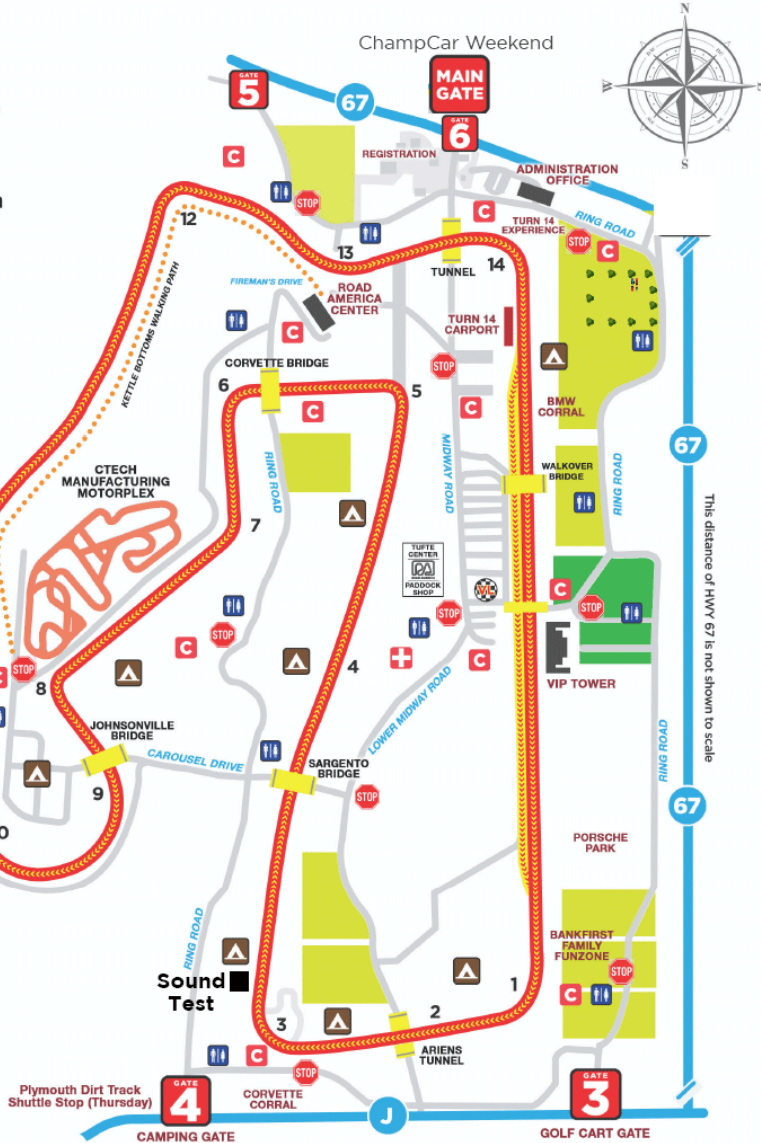 ChampCar Weekend
N
W
S
MAIN
GATE
GATE
5
67
GATE
6
REGISTRATION
ADMINISTRATION
OFFICE
C
STOP
C
RING ROAD
TURN 14
EXPERIENCE
STOP
C
12
13
TUNNEL
14
KETTLE BOTTOMS WALKING PATH
FIREMAN'S DRIVE
ROAD
AMERICA
CENTER
C
TURN 14
CARPORT
CORVETTE BRIDGE
STOP
6
5
C
C
BMW
CORRAL
67
RING ROAD
MIDWAY ROAD
RING ROAD
WALKOVER
BRIDGE
CTECH
MANUFACTURING
MOTORPLEX
7
This distance of HWY 67 is not shown to scale
TUFTE
CENTER
PADDOCK
SHOP
C
STOP
STOP
STOP
C
C
4
VIP TOWER
STOP
8
LOWER MIDWAY ROAD
JOHNSONVILLE
BRIDGE
CAROUSEL DRIVE
SARGENTO
BRIDGE
STOP
RING ROAD
9
67
PORSCHE
PARK
RING ROAD
BANKFIRST
FAMILY
FUNZONE
STOP
C
Sound
Test
1
2
3
C
ARIENS
TUNNEL
STOP
CORVETTE
CORRAL
Plymouth Dirt Track
Shuttle Stop (Thursday)
GATE
4
CAMPING GATE
J
GATE
3
GOLF CART GATE